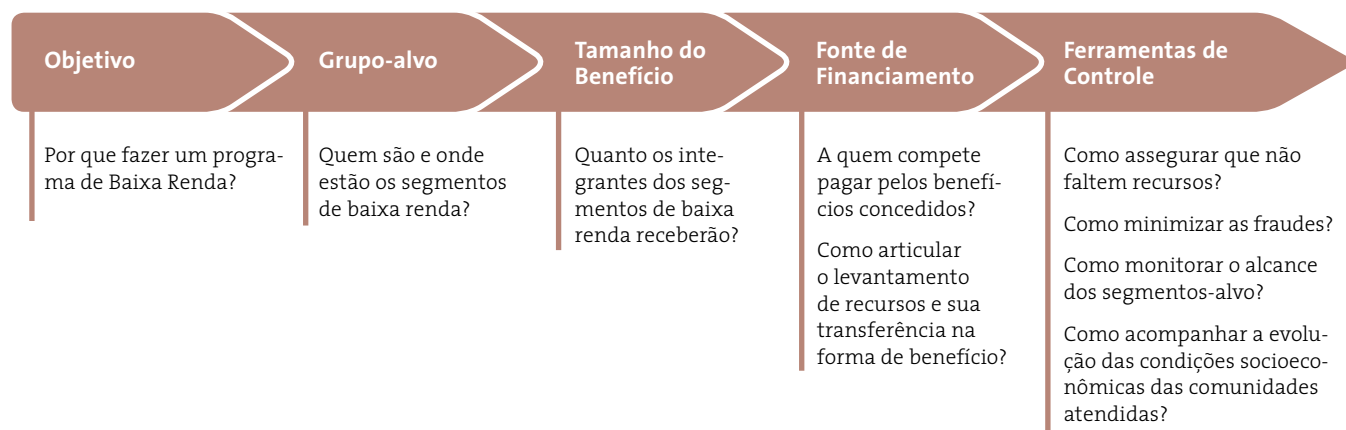 Objetivo
Por que fazer um progra-
ma de Baixa Renda?
Grupo-alvo
Quem são e onde
estão os segmentos
de baixa renda?
Tamanho do
Benefício
Quanto os inte-
grantes dos seg-
mentos de baixa
renda receberão?
Fonte de
Financiamento
A quem compete
pagar pelos benefí-
cios concedidos?
Como articular
o levantamento
de recursos e sua
transferência na
forma de benefício?
Ferramentas de
Controle
Como assegurar que não
faltem recursos?
Como minimizar as fraudes?
Como monitorar o alcance
dos segmentos-alvo?
Como acompanhar a evolu-
ção das condições socioeco-
nômicas das comunidades
atendidas?